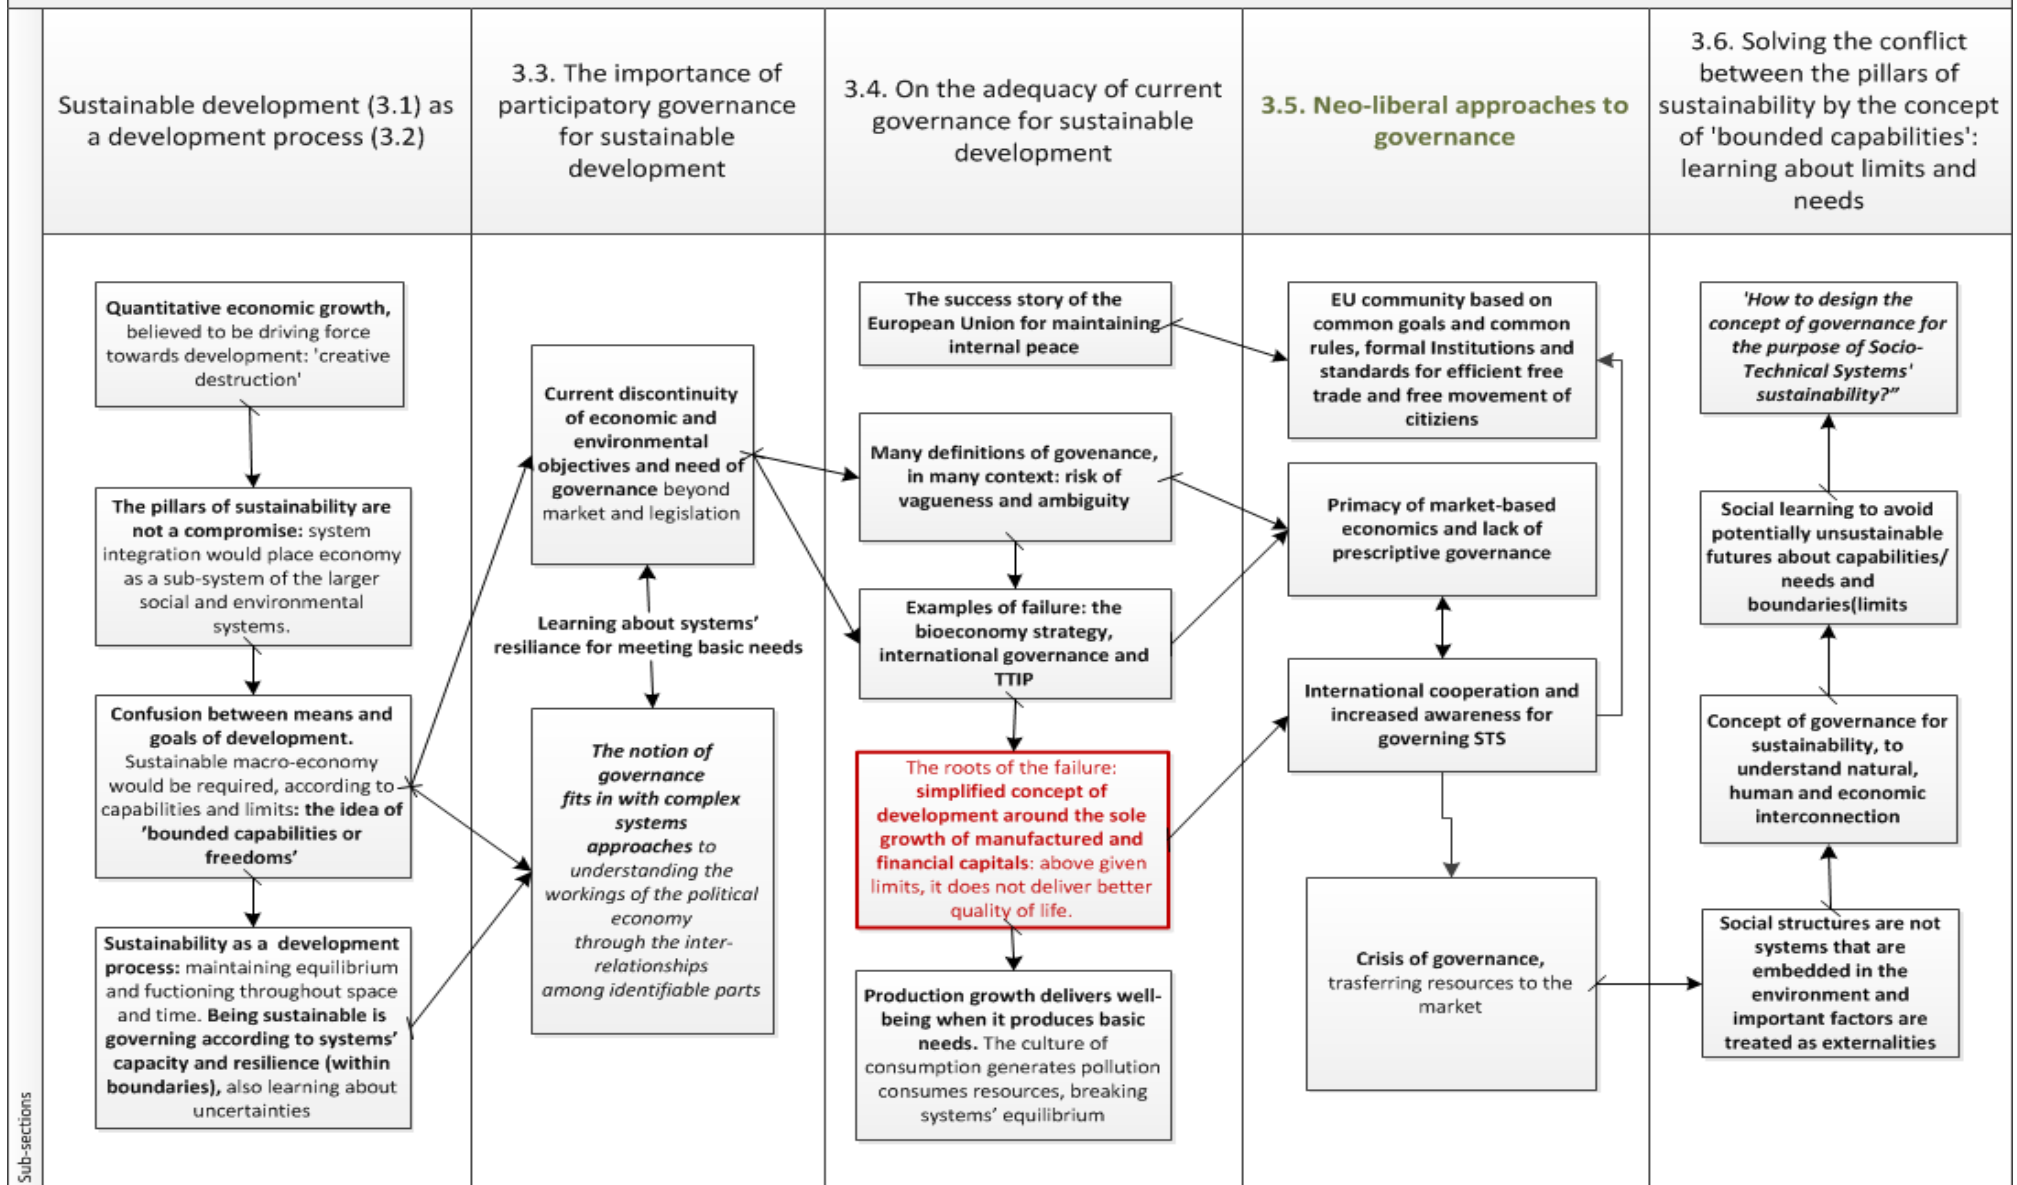 Sustainable development (3.1) as
a development process (3.2)
3.3. The importance of
participatory governance
for sustainable
development
3.4. On the adequacy of current
governance for sustainable
development
3.5. Neo-liberal approaches to
governance
3.6. Solving the conflict
between the pillars of
sustainability by the concept
of 'bounded capabilities':
learning about limits and
needs
Quantitative economic growth,
believed to be driving force
towards development: 'creative
destruction'
The pillars of sustainability are
not a compromise: system
integration would place economy
as a sub-system of the larger
social and environmental
systems.
Confusion between means and
goals of development.
Sustainable macro-economy
would be required, according to
capabilities and limits: the idea of
'bounded capabilities or
freedoms'
Sustainability as a development
process: maintaining equilibrium
and fuctioning throughout space
and time. Being sustainable is
governing according to systems'
capacity and resilience (within
boundaries), also learning about
uncertainties
Current discontinuity
of economic and
environmental
objectives and need of
governance beyond
market and legislation
Learning about systems'
resiliance for meeting basic needs
The notion of
governance
fits in with complex
systems
approaches to
understanding the
workings of the political
economy
through the inter-
relationships
among identifiable parts
The success story of the
European Union for maintaining
internal peace
Many definitions of govenance,
in many context: risk of
vagueness and ambiguity
Examples of failure: the
bioeconomy strategy,
international governance and
TTIP
The roots of the failure:
simplified concept of
development around the sole
growth of manufactured and
financial capitals: above given
limits, it does not deliver better
quality of life.
Production growth delivers well-
being when it produces basic
needs. The culture of
consumption generates pollution
consumes resources, breaking
systems' equilibrium
EU community based on
common goals and common
rules, formal Institutions and
standards for efficient free
trade and free movement of
citiziens
Primacy of market-based
economics and lack of
prescriptive governance
International cooperation and
increased awareness for
governing STS
Crisis of governance,
trasferring resources to the
market
'How to design the
concept of governance for
the purpose of Socio-
Technical Systems'
sustainability?”
Social learning to avoid
potentially unsustainable
futures about capabilities/
needs and
boundaries(limits
Concept of governance for
sustainability, to
understand natural,
human and economic
interconnection
Social structures are not
systems that are
embedded in the
environment and
important factors are
treated as externalities
Sub-sections